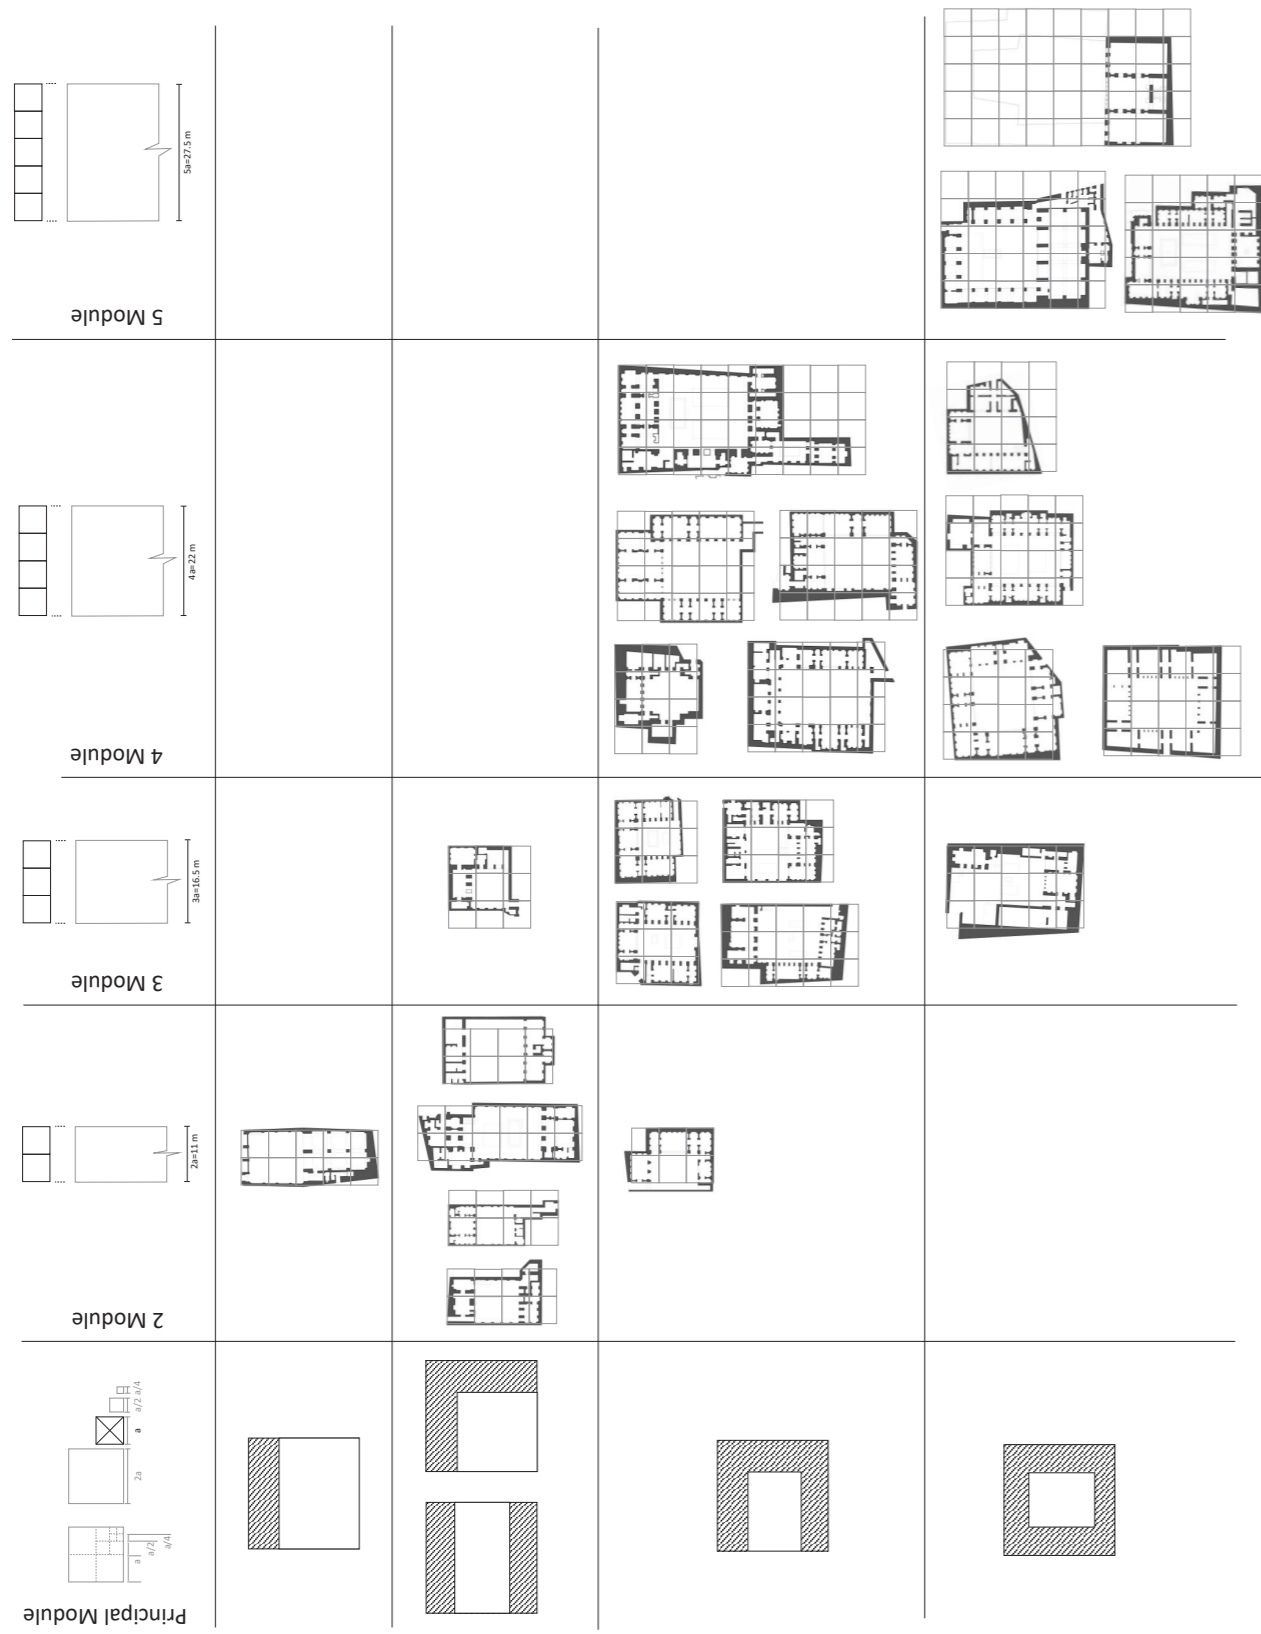 5a=27.5 m
5 Module
4a=22 m
4 Module
3a=16.5 m
3 Module
2a=11 m
2 Module
a/4
a/2
a
2a
a
a/2
a/4
Principal Module